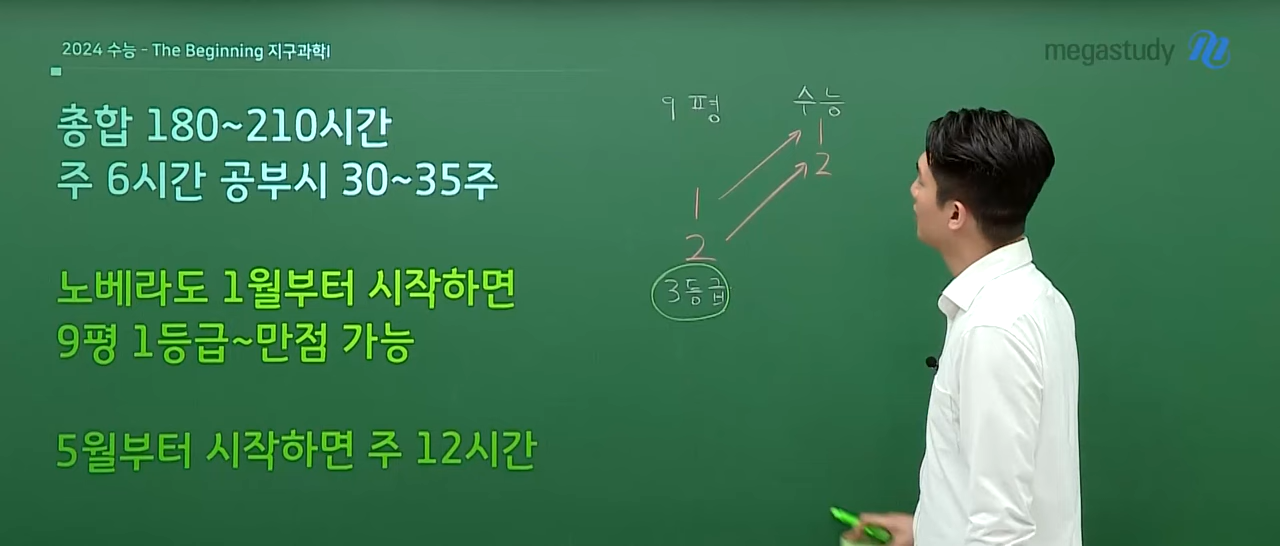 2024 수능 - The Beginning 지구과학I
megastudy
총합 180~210시간
주 6시간 공부시 30~35주
노베라도 1월부터 시작하면
9평 1등급~만점 가능
5월부터 시작하면 주 12시간
9평 수능
1
2
1
2
3등급